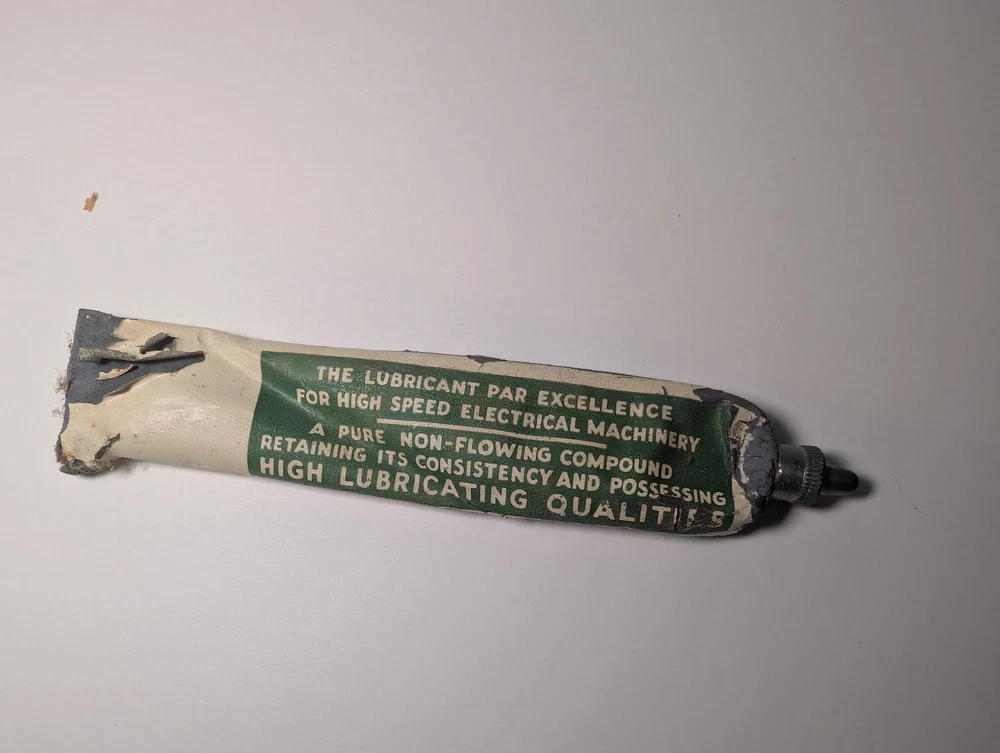 THE LUBRICANT PAR EXCELLENCE
FOR HIGH SPEED ELECTRICAL MACHINERY
A PURE NON-FLOWING COMPOUND
RETAINING ITS CONSISTENCY AND POSSESSING
HIGH LUBRICATING QUALITIES